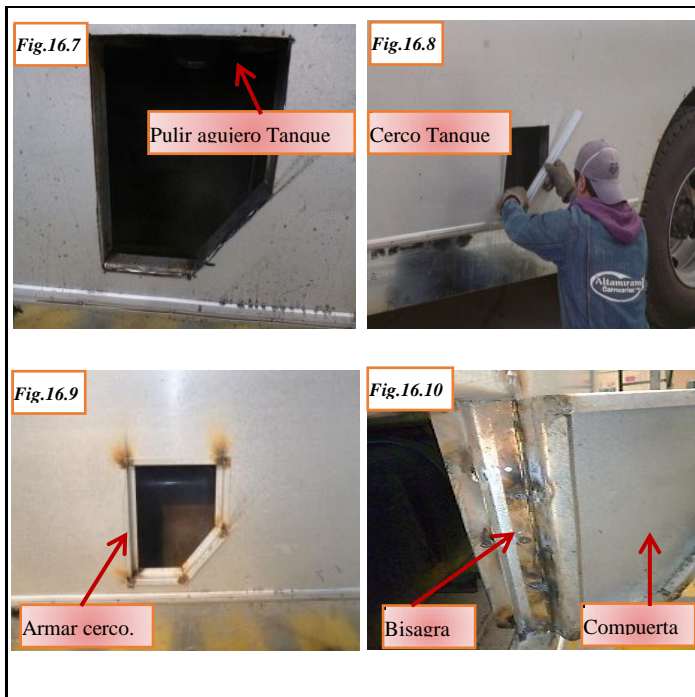 Fig.16.7
Pulir agujero Tanque
Fig.16.8
Cerco Tanque
Altamirano
Carrocerías
Fig.16.9
Armar cerco.
Fig.16.10
Bisagra
Compuerta